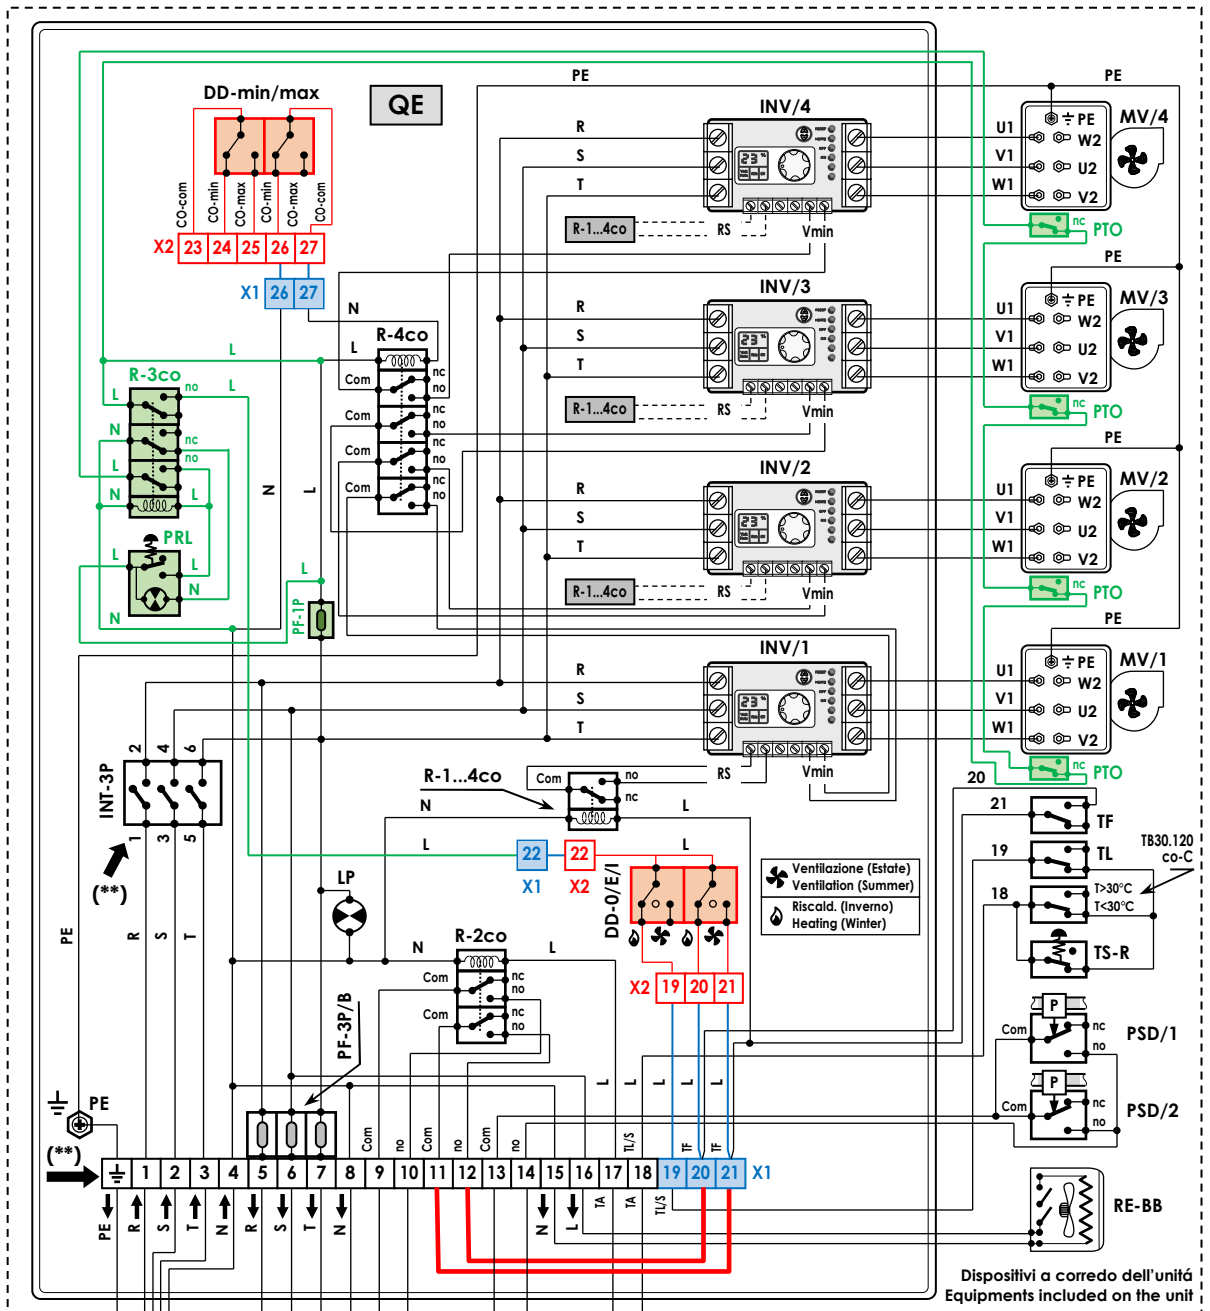 PE
PE
DD-min/max
QE
INV/4
MV/4
R
S
T
U1
V1
W1
PE
W2
U2
V2
23 %
CO-com
CO-min
CO-max
CO-min
CO-max
CO-com
X2 23 24 25 26 27
X1 26 27
R-1...4co
RS
Vmin
nc
PTO
PE
INV/3
MV/3
N
R
S
T
U1
V1
W1
PE
W2
U2
V2
23 %
R-4co
L
L
Com
nc
no
Com
nc
no
Com
nc
no
Com
nc
no
R-3co
L
no
L
N
nc
L
no
N
L
R-1...4co
RS
Vmin
nc
PTO
PE
INV/2
MV/2
N
L
R
S
T
U1
V1
W1
PE
W2
U2
V2
23 %
PRL
L
L
N
L
N
PF-1P
R-1...4co
RS
Vmin
nc
PTO
PE
INV/1
MV/1
R
S
T
U1
V1
W1
PE
W2
U2
V2
23 %
2 4 6
INT-3P
1 3 5
(**)
R-1...4co
Com
no
nc
N
L
RS
Vmin
nc
PTO
20
21
TF
L
22
22
X1
X2
L
DD-0/E/I
Ventilazione (Estate)
Ventilation (Summer)
Riscald. (Inverno)
Heating (Winter)
19
TL
TB30.120
co-C
18
T>30°C
T<30°C
TS-R
LP
PE
R
S
T
N
R-2co
L
Com
nc
no
Com
nc
no
X2 19 20 21
PF-3P/B
P
Com
nc
no
PSD/1
P
Com
nc
no
PSD/2
L
L
L
L
PE
(**)
Com
no
Com
no
Com
no
TL/S
TF
TF
1 2 3 4 5 6 7 8 9 10 11 12 13 14 15 16 17 18 19 20 21 X1
PE
R
S
T
N
R
S
T
N
N
L
TA
TA
TL/S
RE-BB
Dispositivi a corredo dell'unitá
Equipments included on the unit